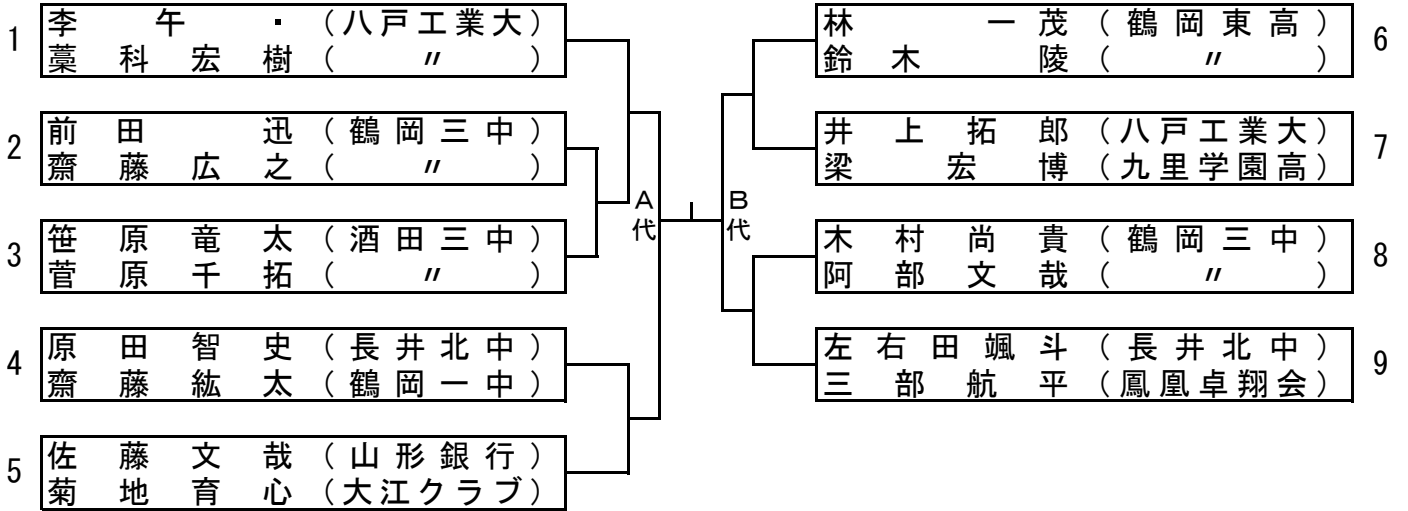 1
李午・(八戸工業大)
藁科宏樹(〃)
2
前田迅(鶴岡三中)
齋藤広之(〃)
3
笹原竜太(酒田三中)
菅原千拓(〃)
4
原田智史(長井北中)
齋藤紘太(鶴岡一中)
5
佐藤文哉(山形銀行)
菊地育心(大江クラブ)
A代
B代
林一茂(鶴岡東高)
鈴木陵(〃)
6
井上拓郎(八戸工業大)
梁宏博(九里学園高)
7
木村尚貴(鶴岡三中)
阿部文哉(〃)
8
左右田颯斗(長井北中)
三部航平(鳳凰卓翔会)
9